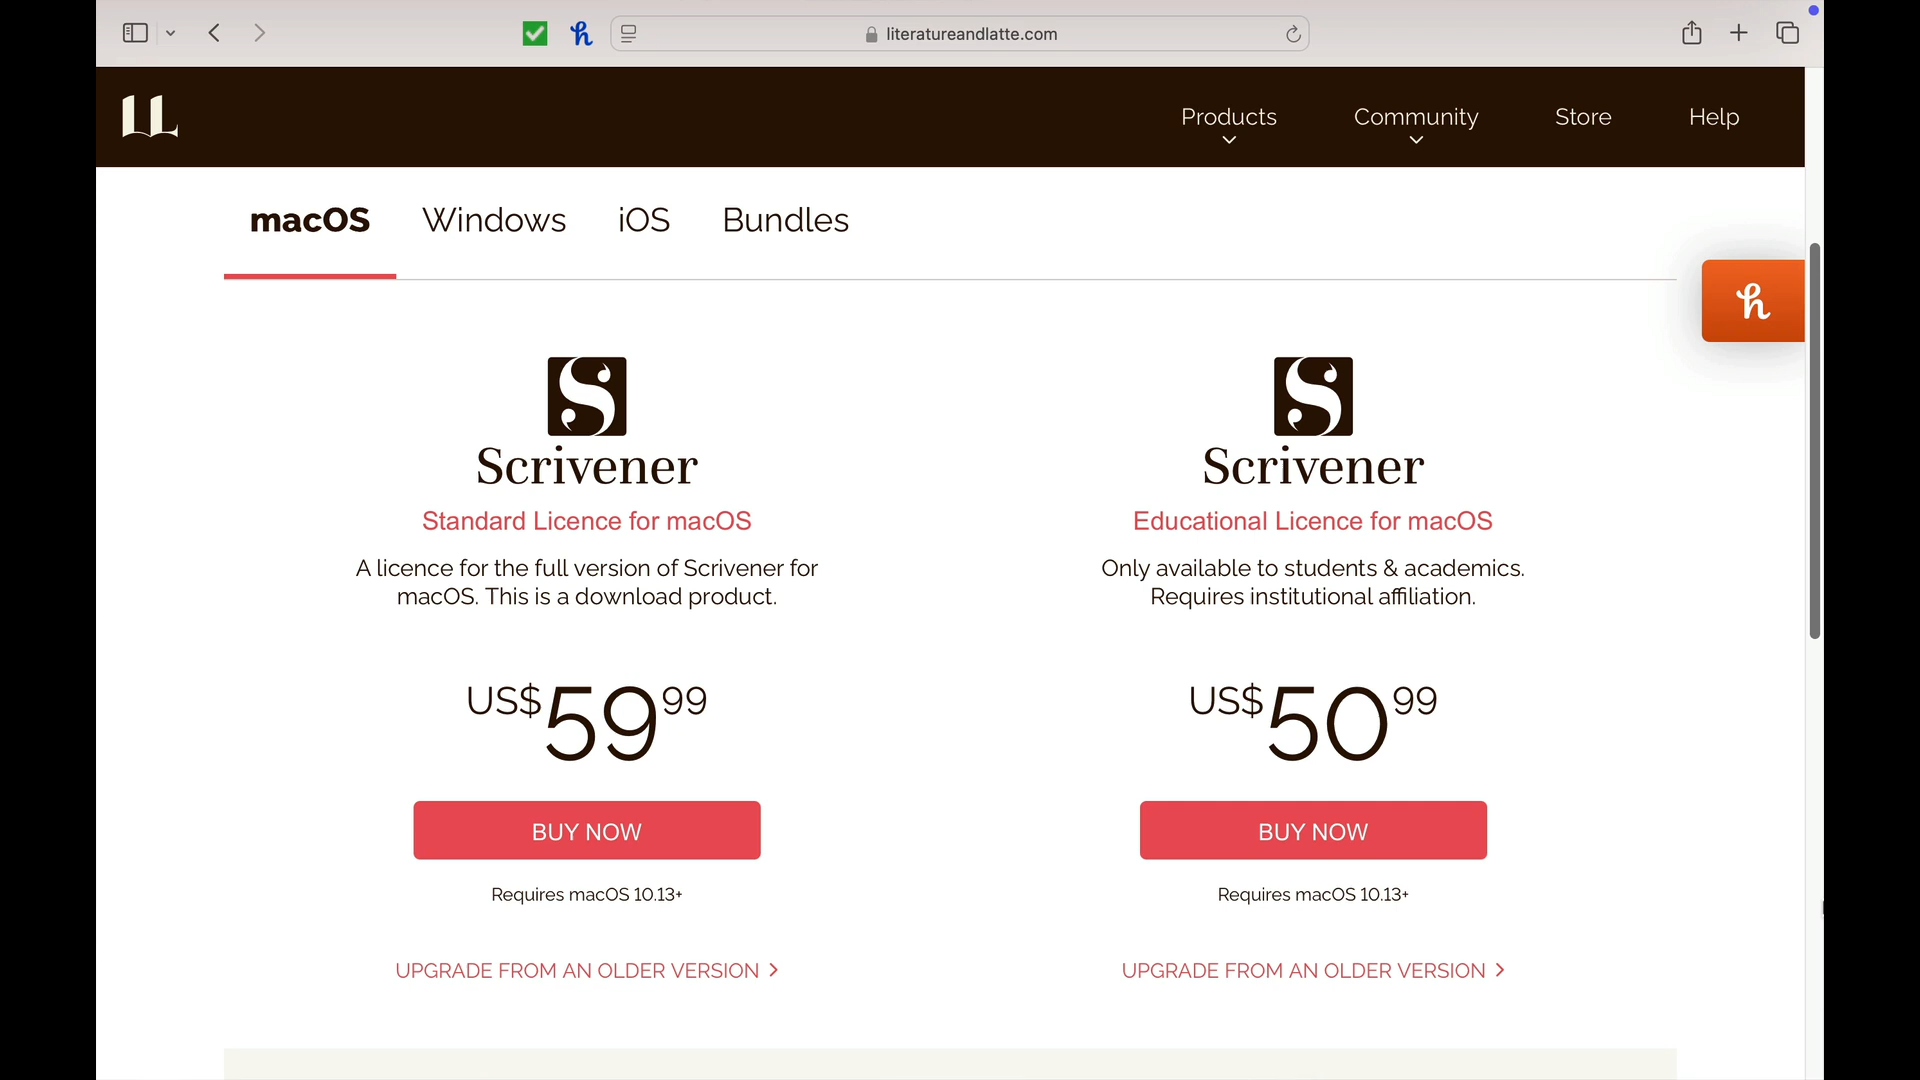 literatureandlatte.com
Products
Community
Store
Help
macOS
Windows
iOS
Bundles
Scrivener
Standard Licence for macOS
A licence for the full version of Scrivener for
macOS. This is a download product.
US$59.99
BUY NOW
Requires macOS 10.13+
UPGRADE FROM AN OLDER VERSION
Scrivener
Educational Licence for macOS
Only available to students & academics.
Requires institutional affiliation.
US$50.99
BUY NOW
Requires macOS 10.13+
UPGRADE FROM AN OLDER VERSION